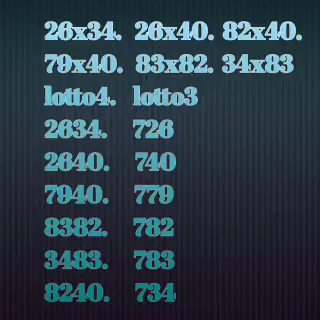 26x34. 26x40. 82x40.
79x40. 83x82. 34x83
lotto4. lotto3
2634. 726
2640. 740
7940. 779
8382. 782
3483. 783
8240. 734